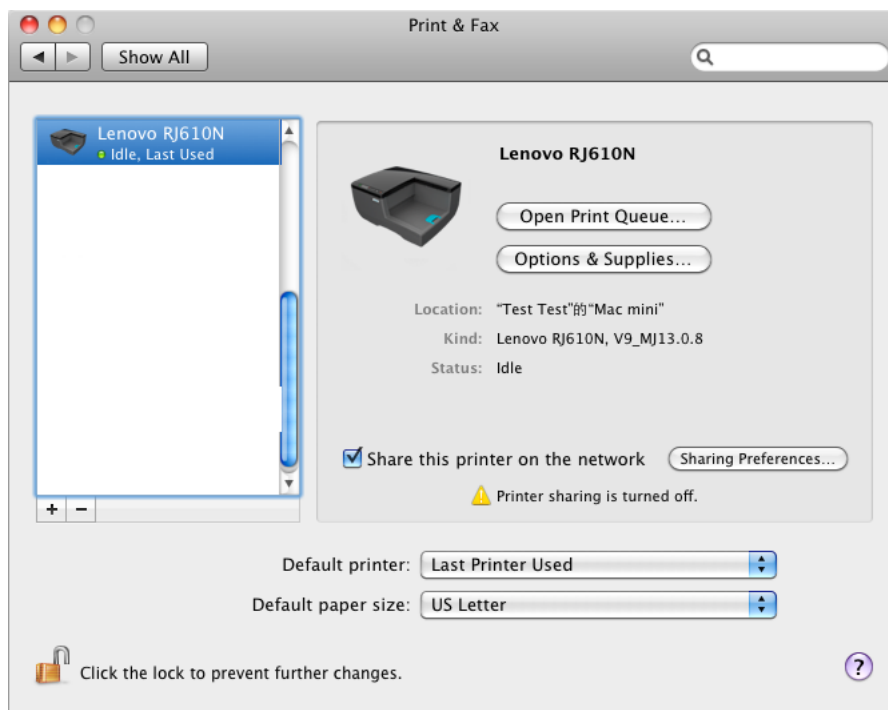 Print & Fax
Show All
Lenovo RJ610N
Idle, Last Used
Lenovo RJ610N
Open Print Queue...
Options & Supplies...
Location: “Test Test”的“Mac mini”
Kind: Lenovo RJ610N, V9_MJ13.0.8
Status: Idle
Share this printer on the network Sharing Preferences...
Printer sharing is turned off.
+ −
Default printer: Last Printer Used
Default paper size: US Letter
Click the lock to prevent further changes. ?